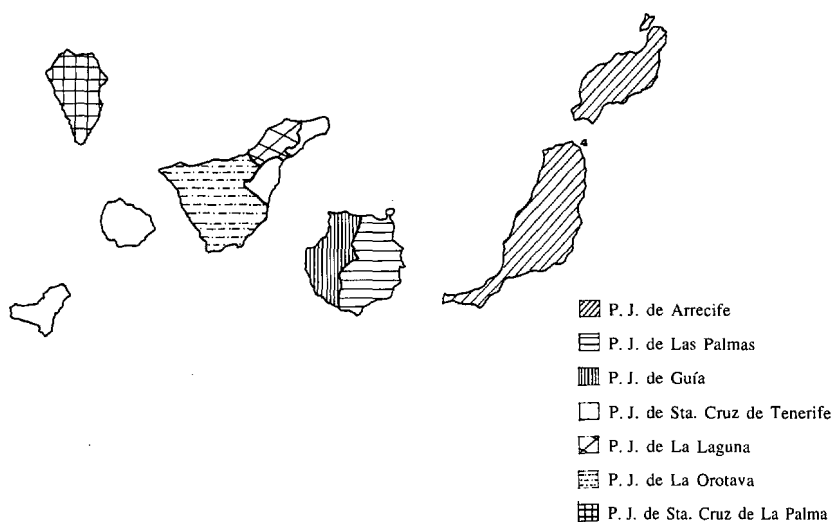 P. J. de Arrecife
P. J. de Las Palmas
P. J. de Guía
P. J. de Sta. Cruz de Tenerife
P. J. de La Laguna
P. J. de La Orotava
P. J. de Sta. Cruz de La Palma